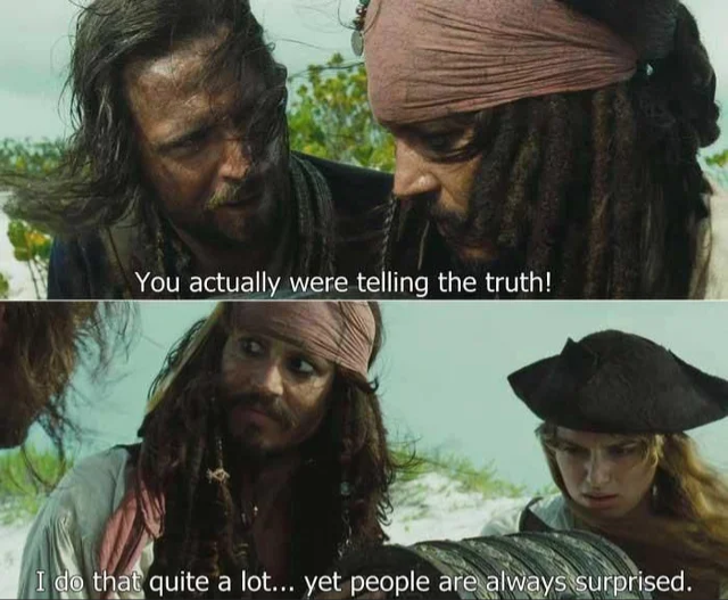 You actually were telling the truth!
I do that quite a lot... yet people are always surprised.